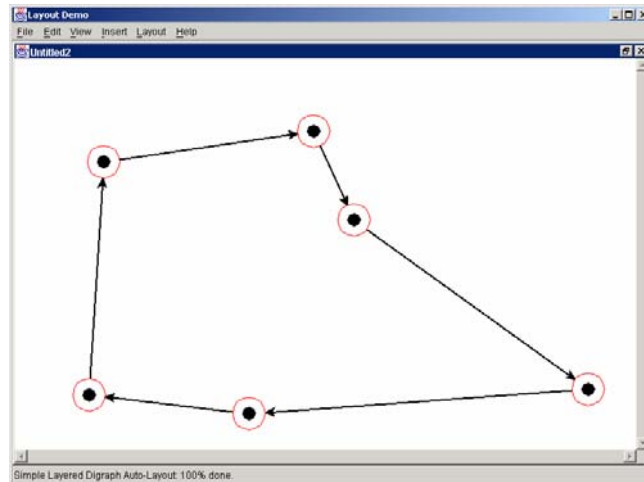 Layout Demo
File Edit View Insert Layout Help
Untitled2
Simple Layered Digraph Auto-Layout: 100% done.